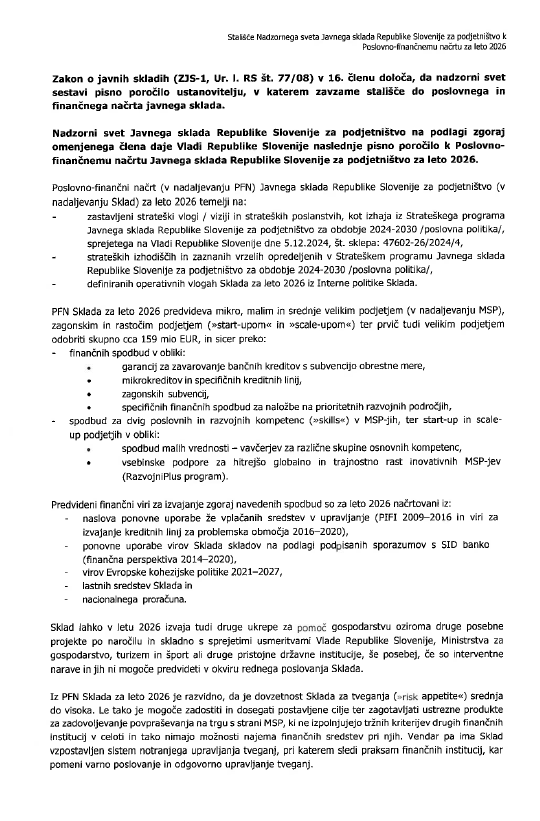 Stališče Nadzornega sveta Javnega sklada Republike Slovenije za podjetništvo k
Poslovno-finančnemu načrtu za leto 2026
Zakon o javnih skladih (ZJS-1, Ur. l. RS št. 77/08) v 16. členu določa, da nadzorni svet
sestavi pisno poročilo ustanovitelju, v katerem zavzame stališče do poslovnega in
finančnega načrta javnega sklada.
Nadzorni svet Javnega sklada Republike Slovenije za podjetništvo na podlagi zgoraj
omenjenega člena daje Vladi Republike Slovenije naslednje pisno poročilo k Poslovno-
finančnemu načrtu Javnega sklada Republike Slovenije za podjetništvo za leto 2026.
Poslovno-finančni načrt (v nadaljevanju PFN) Javnega sklada Republike Slovenije za podjetništvo (v
nadaljevanju Sklad) za leto 2026 temelji na:
- zastavljeni strateški vlogi / viziji in strateških poslanstvih, kot izhaja iz Strateškega programa
Javnega sklada Republike Slovenije za podjetništvo za obdobje 2024-2030 /poslovna politika/,
sprejetega na Vladi Republike Slovenije dne 5.12.2024, št. sklepa: 47602-26/2024/4,
- strateških izhodiščih in zaznanih vrzelih opredeljenih v Strateškem programu Javnega sklada
Republike Slovenije za podjetništvo za obdobje 2024-2030 /poslovna politika/,
- definiranih operativnih vlogah Sklada za leto 2026 iz Interne politike Sklada.
PFN Sklada za leto 2026 predvideva mikro, malim in srednje velikim podjetjem (v nadaljevanju MSP),
zagonskim in rastočim podjetjem (»start-upom« in »scale-upom«) ter prvič tudi velikim podjetjem
odobriti skupno cca 159 mio EUR, in sicer preko:
- finančnih spodbud v obliki:
• garancij za zavarovanje bančnih kreditov s subvencijo obrestne mere,
• mikrokreditov in specifičnih kreditnih linij,
• zagonskih subvencij,
• specifičnih finančnih spodbud za naložbe na prioritetnih razvojnih področjih,
- spodbud za dvig poslovnih in razvojnih kompetenc (»skills«) v MSP-jih, ter start-up in scale-
up podjetjih v obliki:
• spodbud malih vrednosti – vavčerjev za različne skupine osnovnih kompetenc,
• vsebinske podpore za hitrejšo globalno in trajnostno rast inovativnih MSP-jev
(RazvojniPlus program).
Predvideni finančni viri za izvajanje zgoraj navedenih spodbud so za leto 2026 načrtovani iz:
- naslova ponovne uporabe že vplačanih sredstev v upravljanje (PIFI 2009–2016 in viri za
izvajanje kreditnih linij za problemska območja 2016–2020),
- ponovne uporabe virov Sklada skladov na podlagi podpisanih sporazumov s SID banko
(finančna perspektiva 2014–2020),
- virov Evropske kohezijske politike 2021–2027,
- lastnih sredstev Sklada in
- nacionalnega proračuna.
Sklad lahko v letu 2026 izvaja tudi druge ukrepe za pomoč gospodarstvu oziroma druge posebne
projekte po naročilu in skladno s sprejetimi usmeritvami Vlade Republike Slovenije, Ministrstva za
gospodarstvo, turizem in šport ali druge pristojne državne institucije, še posebej, če so interventne
narave in jih ni mogoče predvideti v okviru rednega poslovanja Sklada.
Iz PFN Sklada za leto 2026 je razvidno, da je dovzetnost Sklada za tveganja (»risk appetite«) srednja
do visoka. Le tako je mogoče zadostiti in dosegati postavljene cilje ter zagotavljati ustrezne produkte
za zadovoljevanje povpraševanja na trgu s strani MSP, ki ne izpolnjujejo tržnih kriterijev drugih finančnih
institucij v celoti in tako nimajo možnosti najema finančnih sredstev pri njih. Vendar pa ima Sklad
vzpostavljen sistem notranjega upravljanja tveganj, pri katerem sledi praksam finančnih institucij, kar
pomeni varno poslovanje in odgovorno upravljanje tveganj.